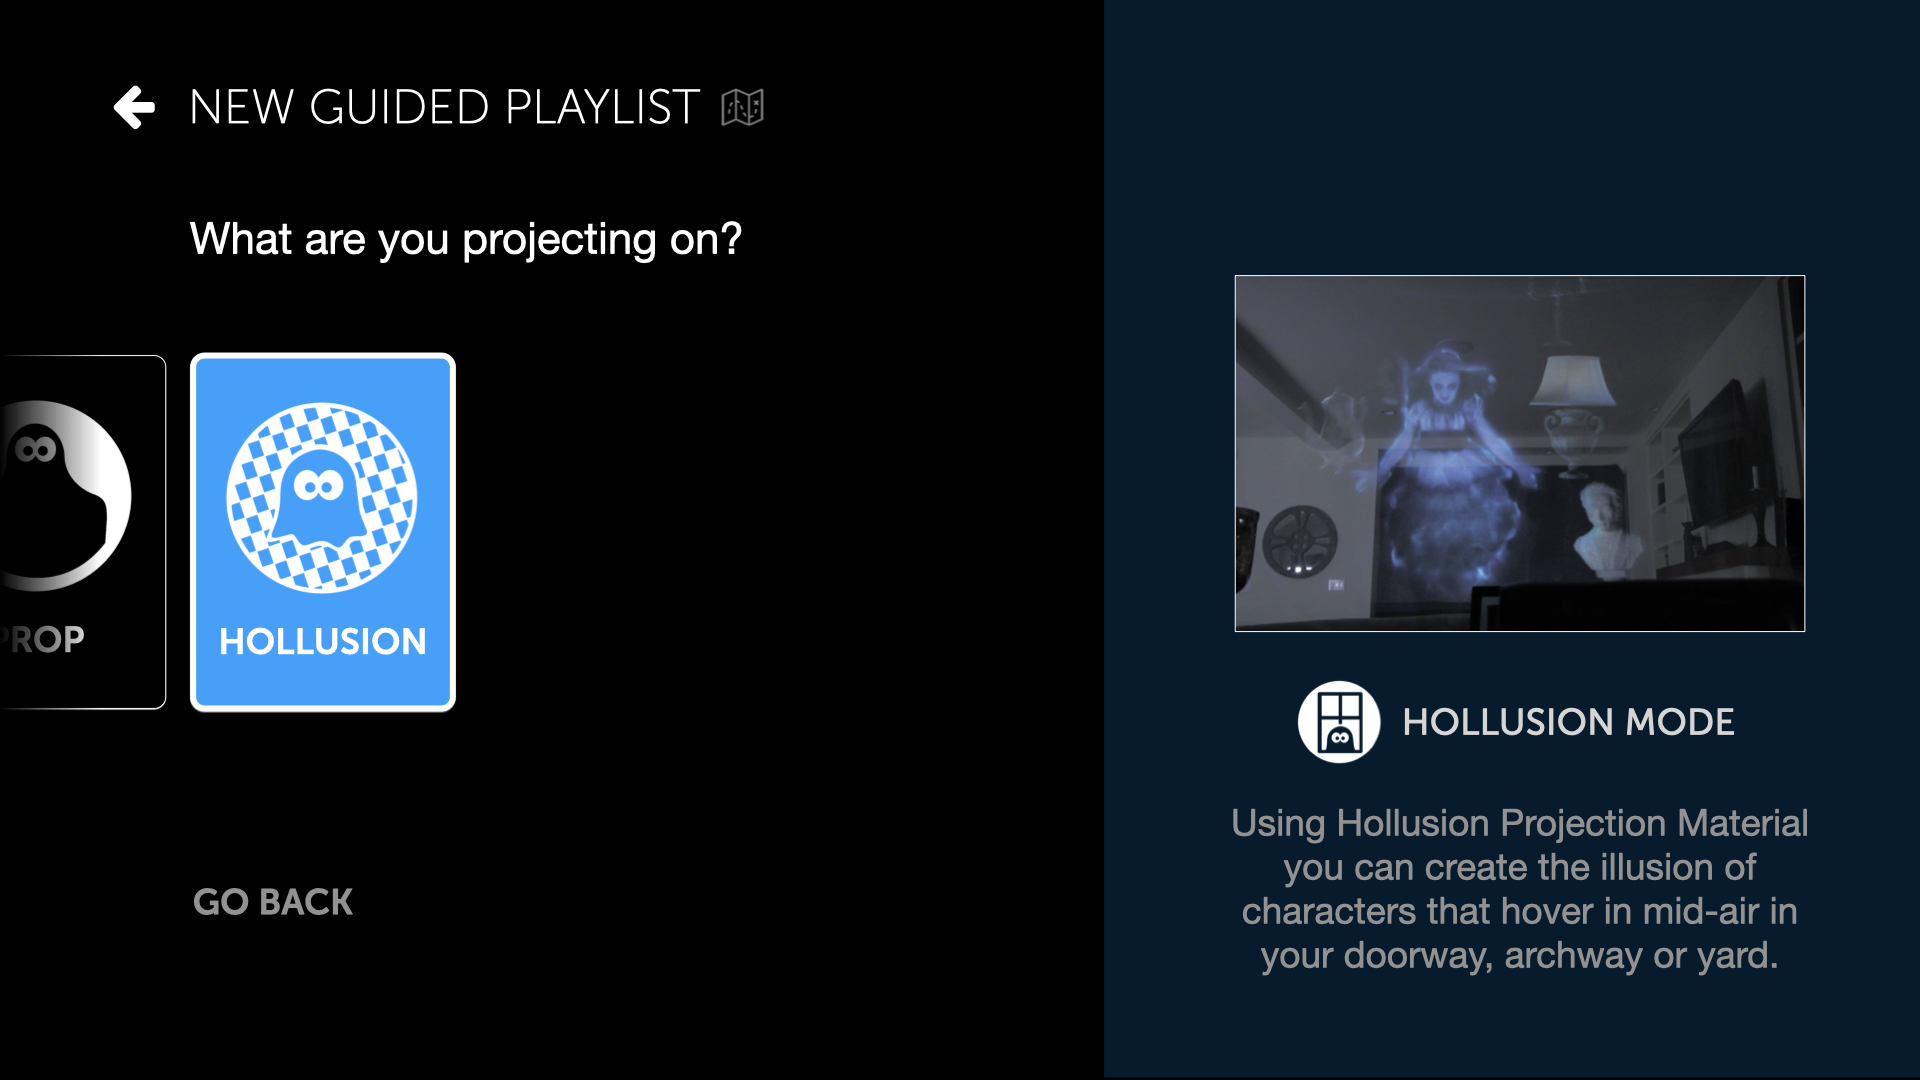 NEW GUIDED PLAYLIST
What are you projecting on?
PROP
HOLLUSION
GO BACK
HOLLUSION MODE
Using Hollusion Projection Material
you can create the illusion of
characters that hover in mid-air in
your doorway, archway or yard.